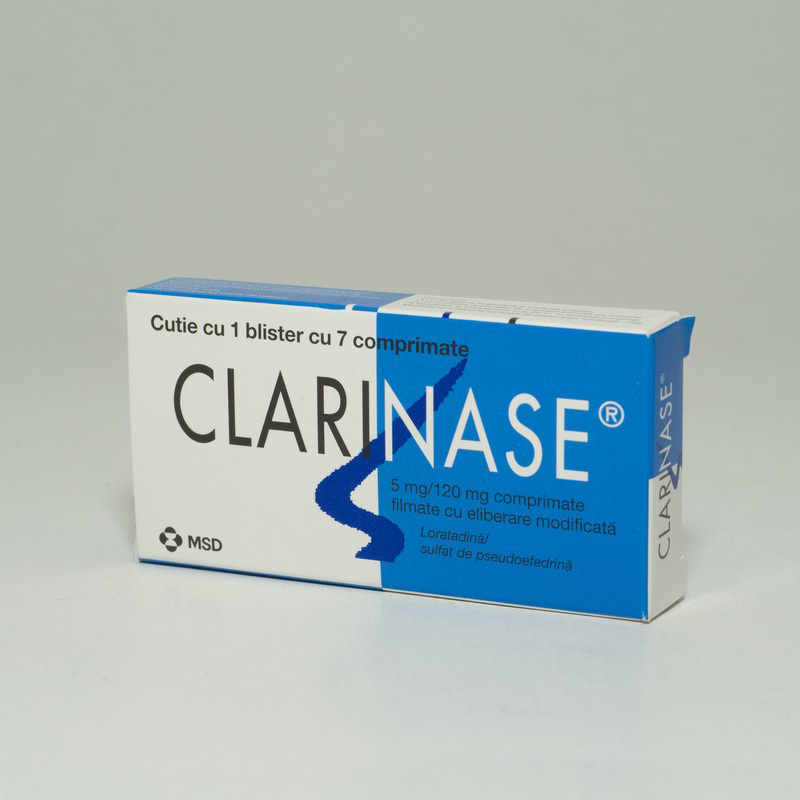 Cutie cu 1 blister cu 7 comprimate
CLARINASE®
5 mg/120 mg comprimate
filmate cu eliberare modificată
Loratadină/
sulfat de pseudoefedrină
MSD
CLARINASE®